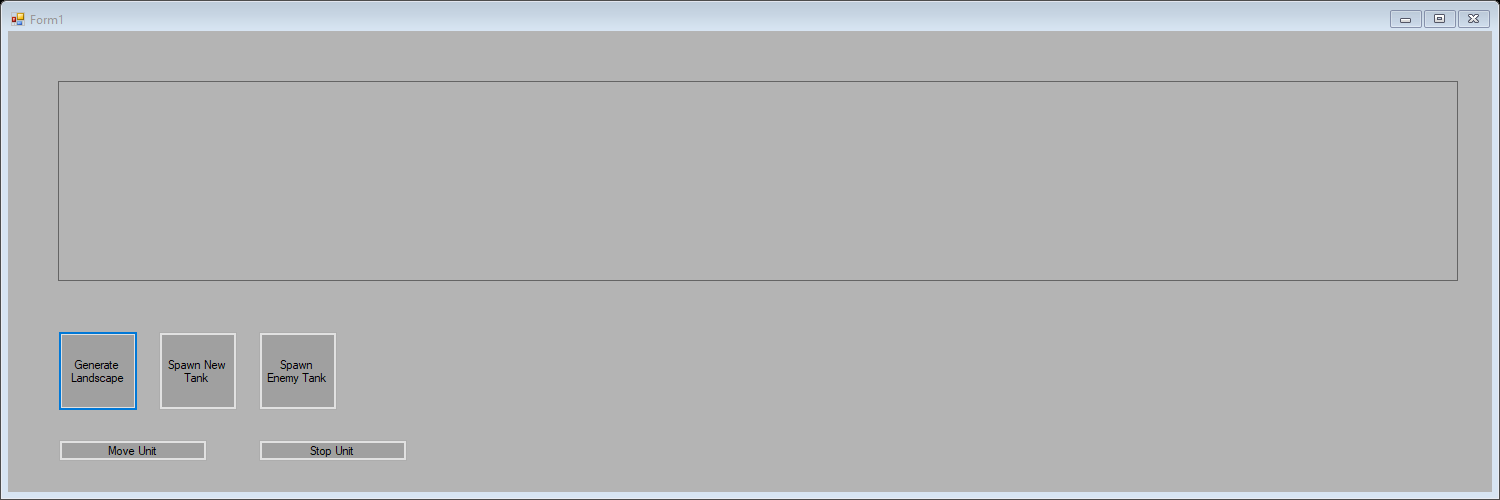 Form1
Generate
Landscape
Spawn New
Tank
Spawn
Enemy Tank
Move Unit
Stop Unit